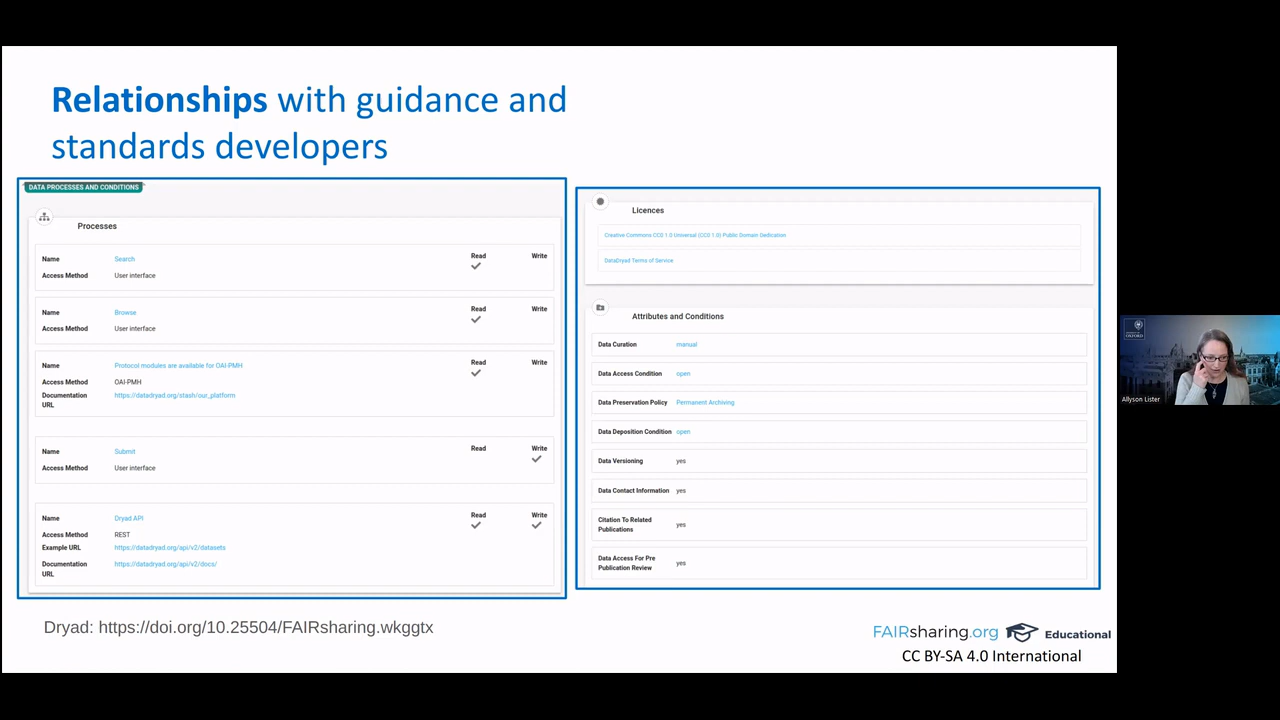 Relationships with guidance and
standards developers
DATA PROCESSES AND CONDITIONS
Processes
Name Search Read Write
Access Method User interface
Name Browse Read Write
Access Method User interface
Name Protocol modules are available for OAI-PMH Read Write
Access Method OAI-PMH
Documentation https://datadryad.org/stash/our_platform
URL
Name Submit Read Write
Access Method User interface
Name Dryad API Read Write
Access Method REST
Example URL https://datadryad.org/api/v2/datasets
Documentation https://datadryad.org/api/v2/docs/
URL
Licences
Creative Commons CC0 1.0 Universal (CC0 1.0) Public Domain Dedication
DataDryad Terms of Service
Attributes and Conditions
Data Curation manual
Data Access Condition open
Data Preservation Policy Permanent Archiving
Data Deposition Condition open
Data Versioning yes
Data Contact Information yes
Citation To Related
Publications yes
Data Access For Pre
Publication Review yes
Dryad: https://doi.org/10.25504/FAIRsharing.wkggtx
FAIRsharing.org Educational
CC BY-SA 4.0 International
OXFORD
Allyson Lister